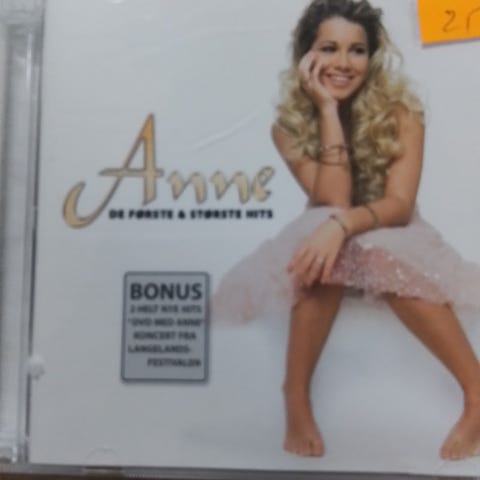 Anne
DE FØRSTE & STØRSTE HITS
BONUS
2 HELT NYE HITS
"DVD MED ANNE"
KONCERT FRA
LANGELANDS-
FESTIVALEN